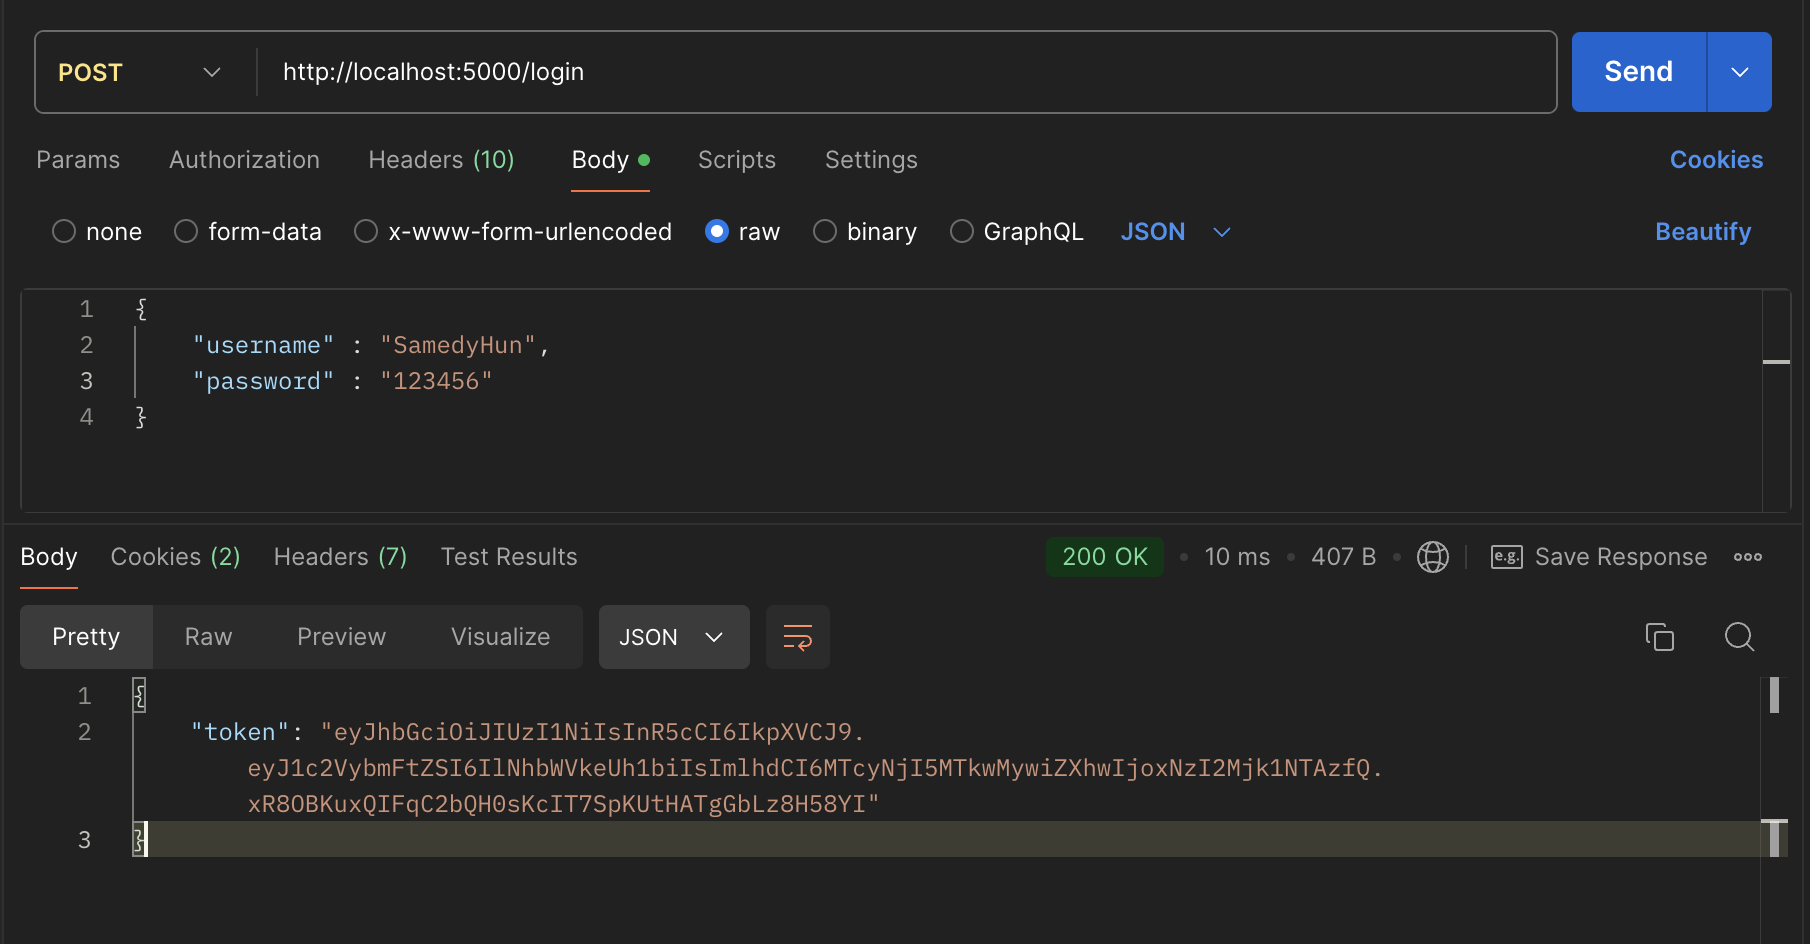 POST http://localhost:5000/login Send
Params Authorization Headers (10) Body Scripts Settings Cookies
none form-data x-www-form-urlencoded raw binary GraphQL JSON Beautify
1 {
2 "username" : "SamedyHun",
3 "password" : "123456"
4 }
Body Cookies (2) Headers (7) Test Results 200 OK 10 ms 407 B e.g. Save Response
Pretty Raw Preview Visualize JSON
1 {
2 "token": "eyJhbGciOiJIUzI1NiIsInR5cCI6IkpXVCJ9.
eyJ1c2VybmFtZSI6IlNhbWVkeUh1biIsImlhdCI6MTcyNjI5MTkwMywiZXhwIjoxNzI2Mjk1NTAzfQ.
xR8OBKuxQIFqC2bQH0sKcIT7SpKUtHATgGbLz8H58YI"
3 }